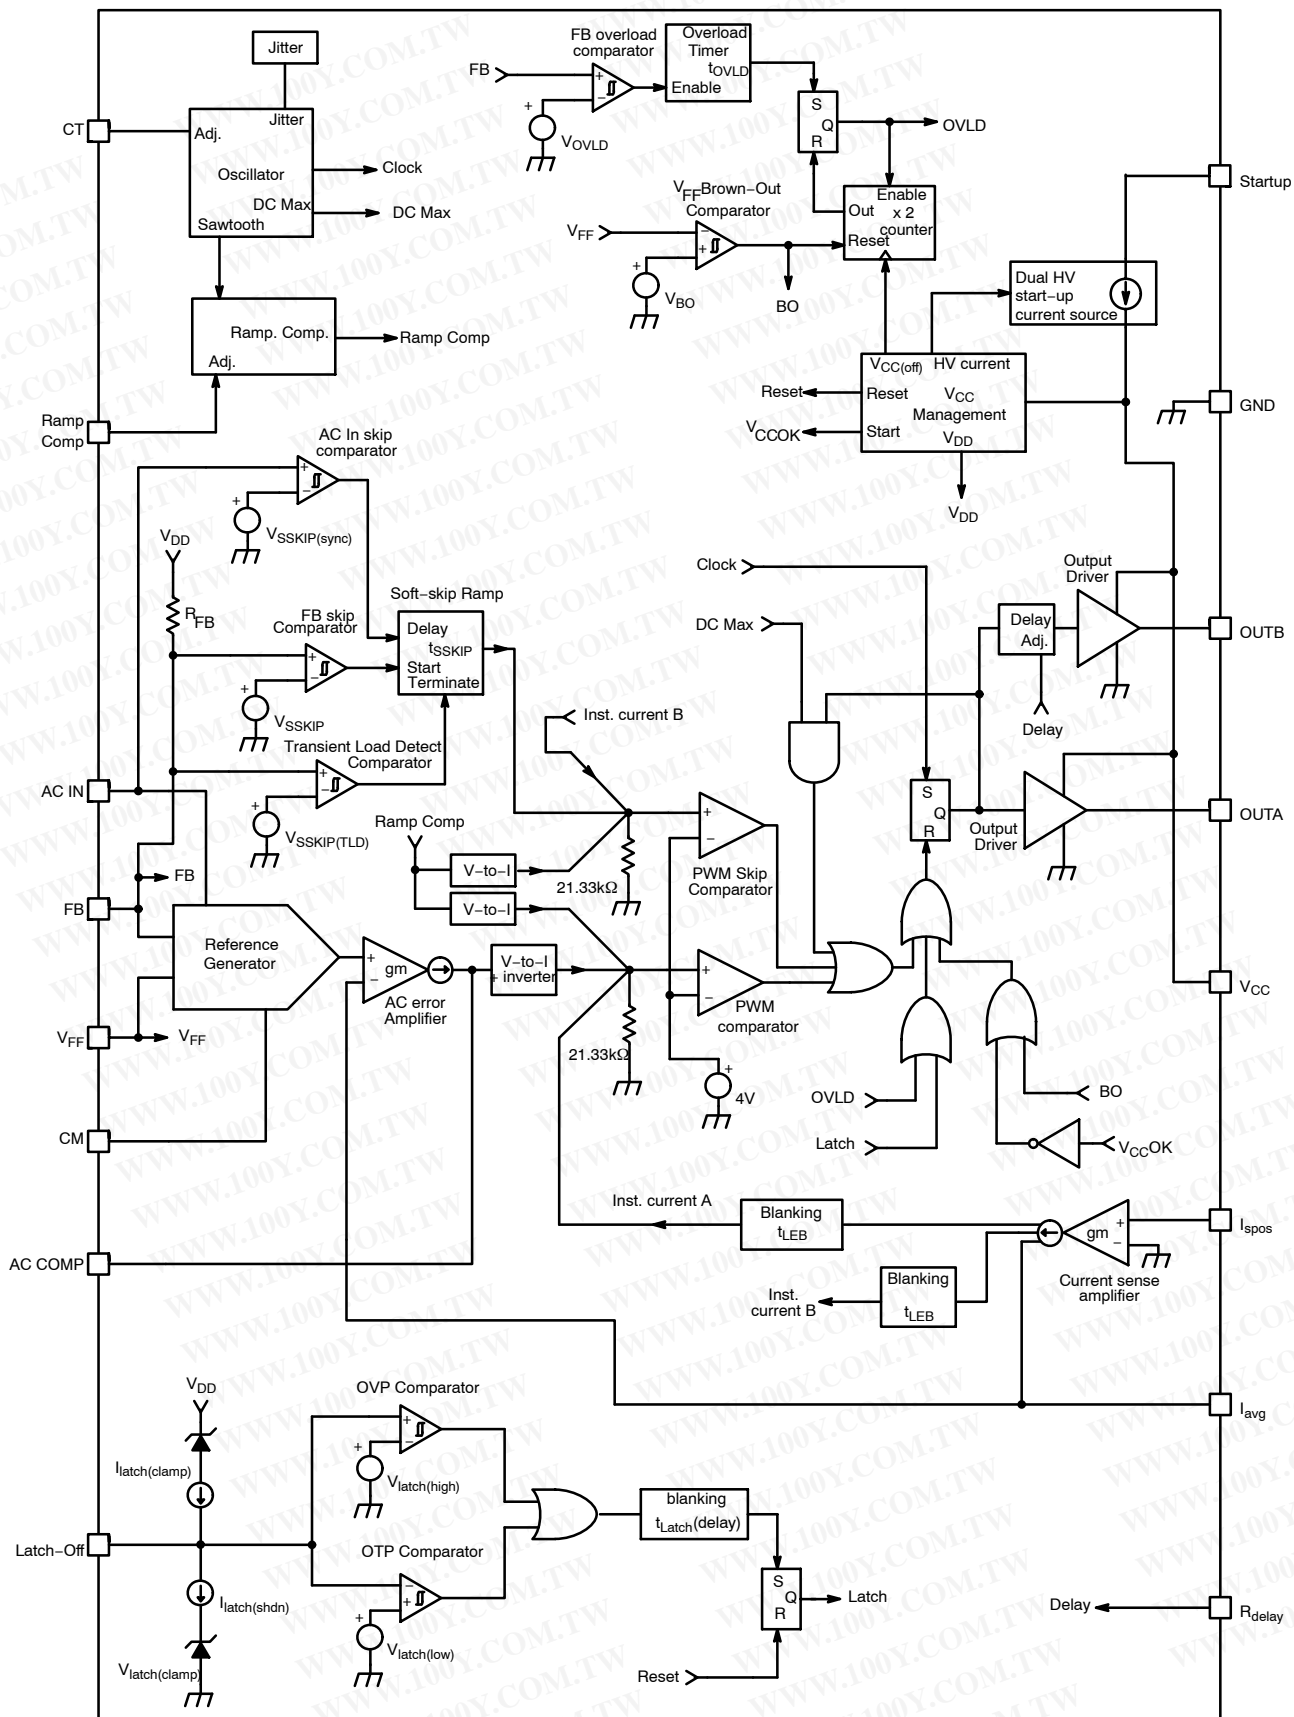 Jitter
FB overload
comparator
Overload
Timer
tOVLD
Enable
FB
VOVLD
S
Q
R
OVLD
CT
Adj.
Jitter
Oscillator
DC Max
Sawtooth
Clock
DC Max
VFF Brown-Out
Comparator
VFF
VBO
BO
Out
Enable
x 2
counter
Reset
Startup
Dual HV
start-up
current source
Ramp. Comp.
Adj.
Ramp Comp
VCC(off)
HV current
Reset
Reset
VCC
Management
VCCOK
Start
VDD
VDD
GND
Ramp
Comp
AC In skip
comparator
VSSKIP(sync)
VDD
RFB
FB skip
Comparator
VSSKIP
Soft-skip Ramp
Delay
tSSKIP
Start
Terminate
Transient Load Detect
Comparator
VSSKIP(TLD)
Clock
DC Max
Inst. current B
Output
Driver
Delay
Adj.
Delay
OUTB
AC IN
Ramp Comp
V-to-I
V-to-I
21.33kΩ
PWM Skip
Comparator
S
Q
R
Output
Driver
OUTA
FB
FB
Reference
Generator
gm
AC error
Amplifier
V-to-I
+ inverter
PWM
comparator
21.33kΩ
4V
VCC
VFF
VFF
OVLD
Latch
BO
VCCOK
CM
Inst. current A
Blanking
tLEB
gm
Current sense
amplifier
Ispos
AC COMP
Inst.
current B
Blanking
tLEB
Iavg
VDD
OVP Comparator
Ilatch(clamp)
Vlatch(high)
blanking
tLatch(delay)
Latch-Off
OTP Comparator
Ilatch(shdn)
Vlatch(low)
Vlatch(clamp)
S
Q
R
Latch
Reset
Delay
Rdelay
WWW.100Y.COM.TW